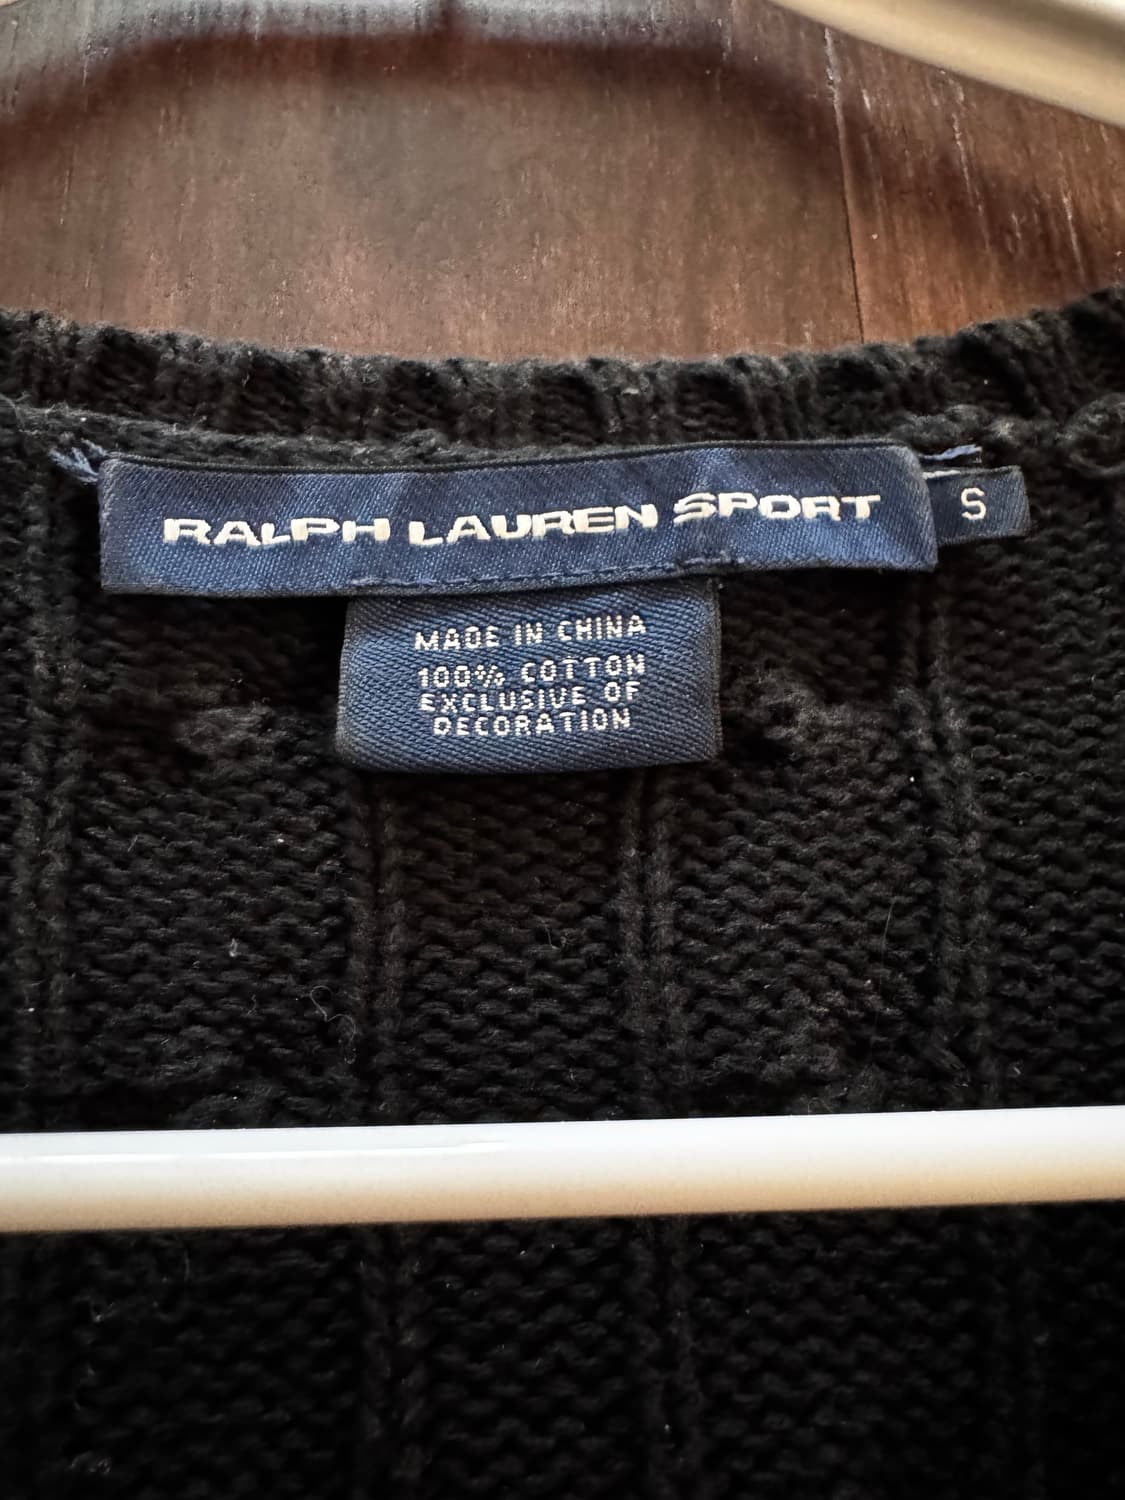 RALPH LAUREN SPORT
S
MADE IN CHINA
100% COTTON
EXCLUSIVE OF
DECORATION